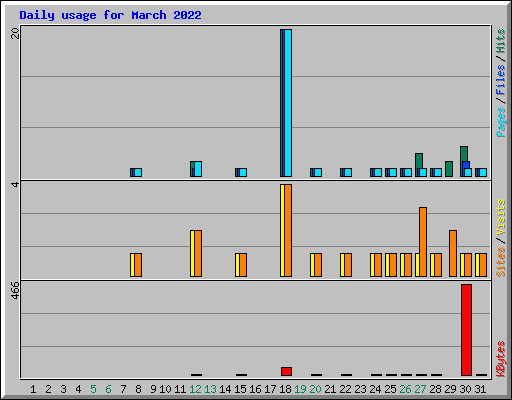 Daily usage for March 2022
20
Pages / Files / Hits
4
Sites / Visits
466
KBytes
1 2 3 4 5 6 7 8 9 10 11 12 13 14 15 16 17 18 19 20 21 22 23 24 25 26 27 28 29 30 31